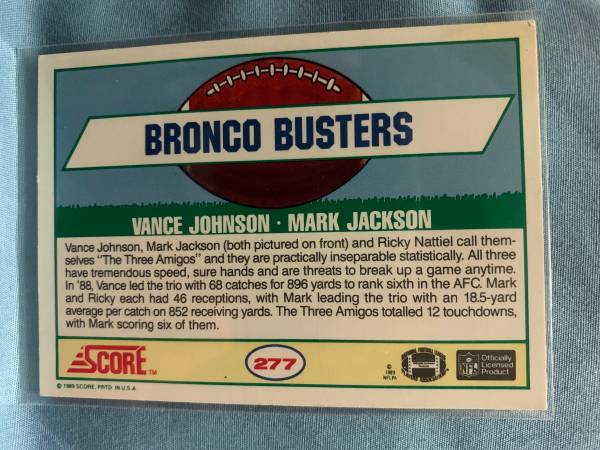 BRONCO BUSTERS
VANCE JOHNSON · MARK JACKSON
Vance Johnson, Mark Jackson (both pictured on front) and Ricky Nattiel call them-
selves "The Three Amigos" and they are practically inseparable statistically. All three
have tremendous speed, sure hands and are threats to break up a game anytime.
In '88, Vance led the trio with 68 catches for 896 yards to rank sixth in the AFC. Mark
and Ricky each had 46 receptions, with Mark leading the trio with an 18.5-yard
average per catch on 852 receiving yards. The Three Amigos totalled 12 touchdowns,
with Mark scoring six of them.
SCORE TM
277
© 1989 NFLPA
NFL
Officially
Licensed
Product
© 1989 SCORE, PRTD IN U.S.A